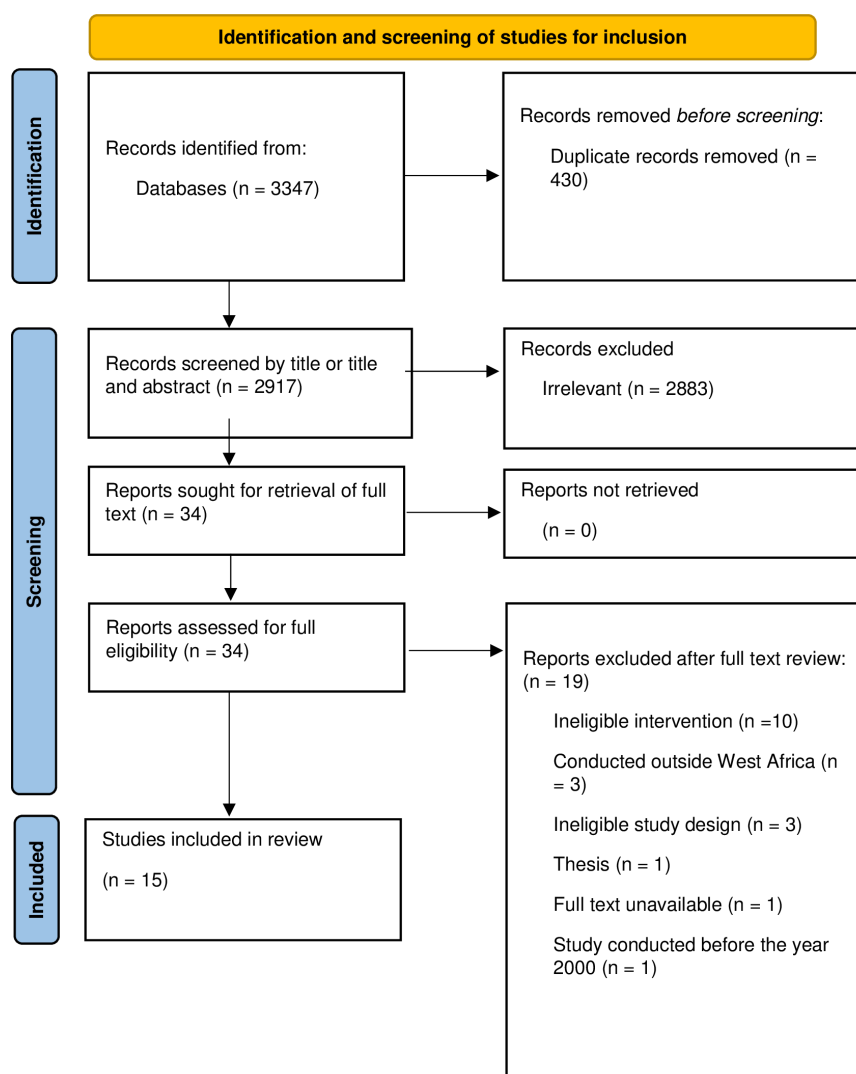 Identification and screening of studies for inclusion
Identification
Records identified from:
Databases (n = 3347)
Records removed before screening:
Duplicate records removed (n =
430)
Screening
Records screened by title or title
and abstract (n = 2917)
Records excluded
Irrelevant (n = 2883)
Reports sought for retrieval of full
text (n = 34)
Reports not retrieved
(n = 0)
Reports assessed for full
eligibility (n = 34)
Reports excluded after full text review:
(n = 19)
Ineligible intervention (n =10)
Conducted outside West Africa (n
= 3)
Ineligible study design (n = 3)
Thesis (n = 1)
Full text unavailable (n = 1)
Study conducted before the year
2000 (n = 1)
Included
Studies included in review
(n = 15)